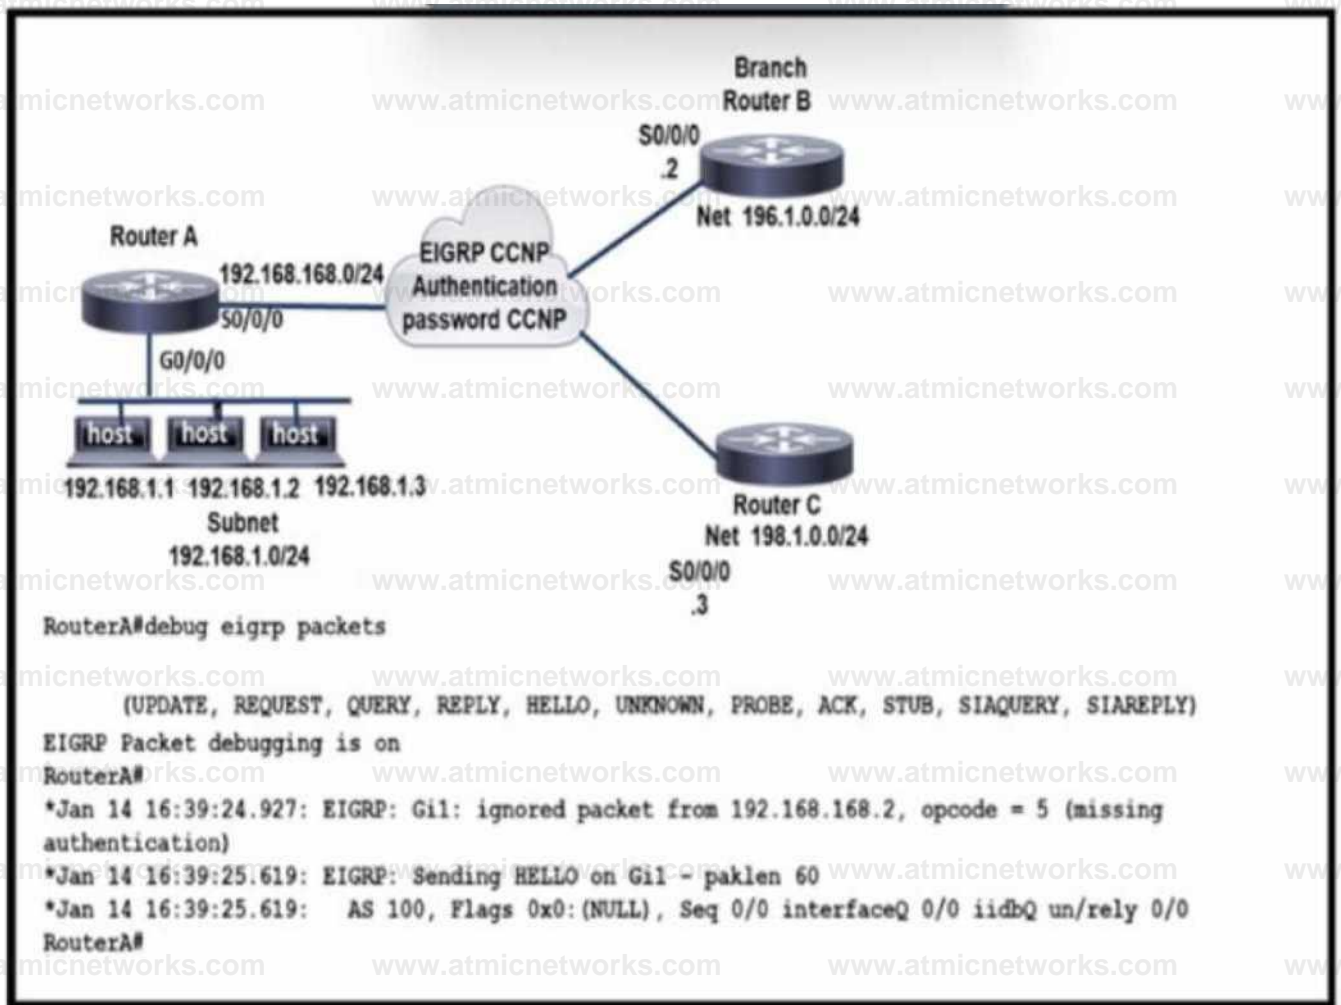 Branch
Router B
S0/0/0
.2
Net 196.1.0.0/24
Router A
192.168.168.0/24
S0/0/0
G0/0/0
EIGRP CCNP
Authentication
password CCNP
host host host
192.168.1.1 192.168.1.2 192.168.1.3
Subnet
192.168.1.0/24
Router C
Net 198.1.0.0/24
S0/0/0
.3
RouterA#debug eigrp packets
(UPDATE, REQUEST, QUERY, REPLY, HELLO, UNKNOWN, PROBE, ACK, STUB, SIAQUERY, SIAREPLY)
EIGRP Packet debugging is on
RouterA#
*Jan 14 16:39:24.927: EIGRP: Gi1: ignored packet from 192.168.168.2, opcode = 5 (missing
authentication)
*Jan 14 16:39:25.619: EIGRP: Sending HELLO on Gi1 - paklen 60
*Jan 14 16:39:25.619: AS 100, Flags 0x0:(NULL), Seq 0/0 interfaceQ 0/0 iidbQ un/rely 0/0
RouterA#
www.atmicnetworks.com